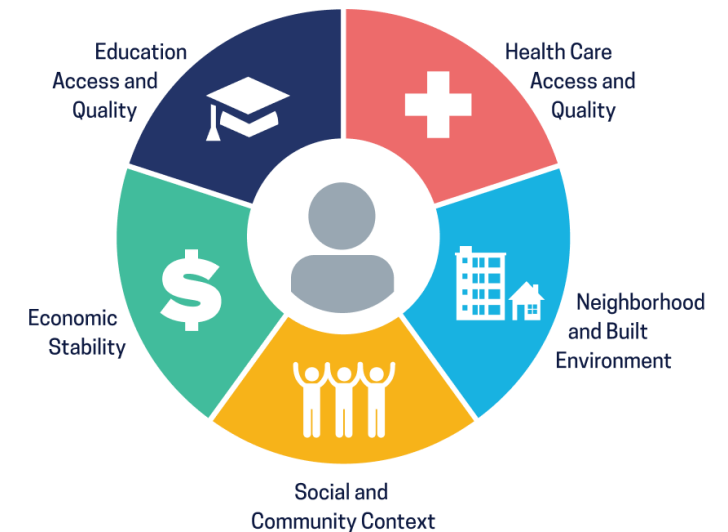 Education
Access and
Quality
Health Care
Access and
Quality
Economic
Stability
Neighborhood
and Built
Environment
Social and
Community Context